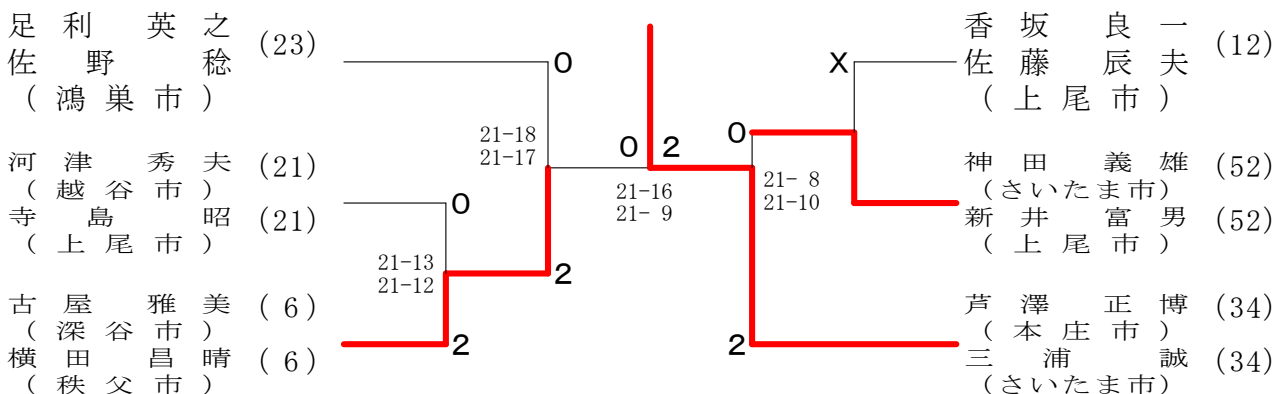 足利 英之 (23)
佐野 稔
(鴻巣市)
河津 秀夫 (21)
(越谷市)
寺島 昭 (21)
(上尾市)
古屋 雅美 ( 6)
(深谷市)
横田 昌晴 ( 6)
(秩父市)
0
21-18
21-17
0
21-13
21-12
2
2
0 2
21-16
21- 9
X
0
21- 8
21-10
2
香坂 良一 (12)
佐藤 辰夫
(上尾市)
神田 義雄 (52)
(さいたま市)
新井 富男 (52)
(上尾市)
芦澤 正博 (34)
(本庄市)
三浦 誠 (34)
(さいたま市)